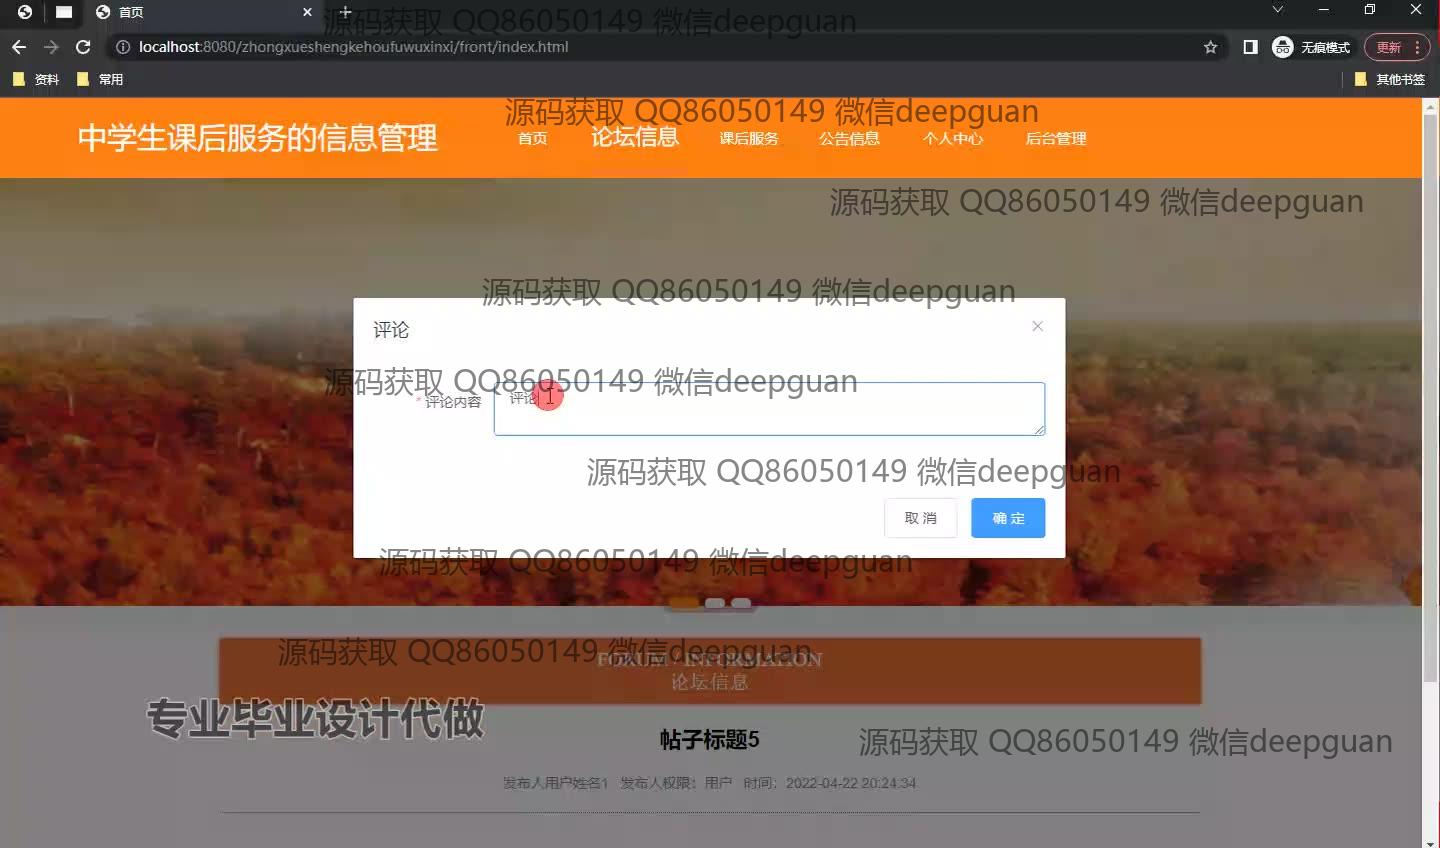 首页
源码获取 QQ86050149 微信deepguan
localhost:8080/zhongxueshengkehoufuwuxinxi/front/index.html
无痕模式
更新
资料
常用
其他书签
源码获取 QQ86050149 微信deepguan
中学生课后服务的信息管理
首页
论坛信息
课后服务
公告信息
个人中心
后台管理
源码获取 QQ86050149 微信deepguan
源码获取 QQ86050149 微信deepguan
评论
源码获取 QQ86050149 微信deepguan
* 评论内容
评论
源码获取 QQ86050149 微信deepguan
取 消
确 定
源码获取 QQ86050149 微信deepguan
源码获取 QQ86050149 微信deepguan
FORUM / INFORMATION
论坛信息
专业毕业设计代做
帖子标题5
源码获取 QQ86050149 微信deepguan
发布人用户姓名1 发布人权限：用户 时间：2022-04-22 20:24:34